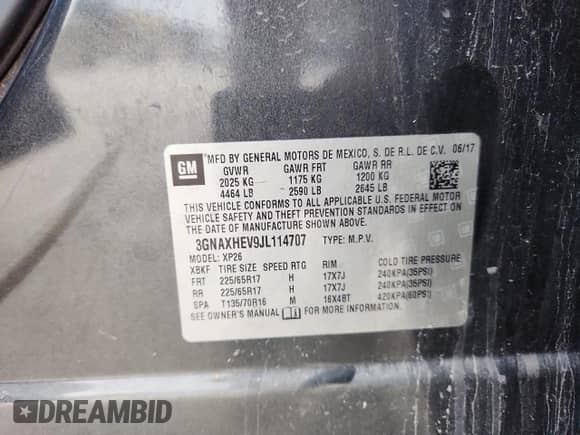 GM
MFD BY GENERAL MOTORS DE MEXICO, S. DE R.L. DE C.V. 06/17
GVWR GAWR FRT GAWR RR
2025 KG 1175 KG 1200 KG
4464 LB 2590 LB 2645 LB
THIS VEHICLE CONFORMS TO ALL APPLICABLE U.S. FEDERAL MOTOR
VEHICLE SAFETY, BUMPER, AND THEFT PREVENTION STANDARDS
IN EFFECT ON THE DATE OF MANUFACTURE SHOWN ABOVE.
3GNAXHEV9JL114707 TYPE: M.P.V.
MODEL: XP26
XBKF TIRE SIZE SPEED RTG RIM COLD TIRE PRESSURE
FRT 225/65R17 H 17X7J 240KPA(35PSI)
RR 225/65R17 H 17X7J 240KPA(35PSI)
SPA T135/70R16 M 16X4BT 420KPA(60PSI)
SEE OWNER'S MANUAL FOR MORE INFORMATION.
DREAMBID